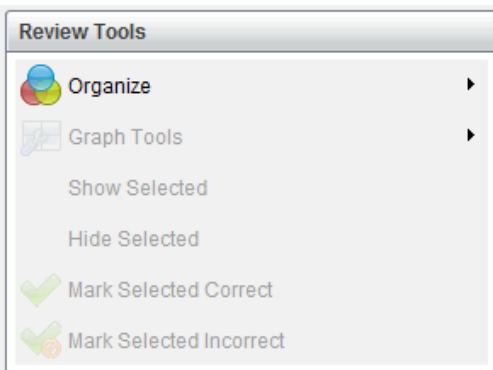 Review Tools
Organize
Graph Tools
Show Selected
Hide Selected
Mark Selected Correct
Mark Selected Incorrect